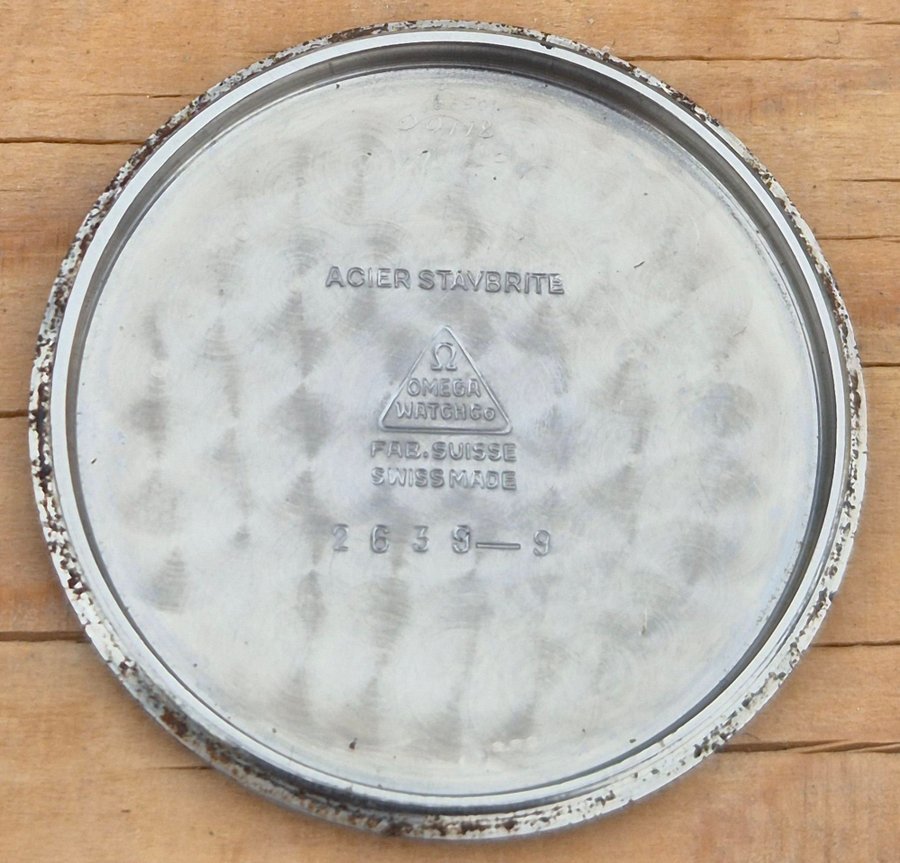 ACIER STAYBRITE
Ω
OMEGA
WATCH Co
FAB. SUISSE
SWISS MADE
2639—9